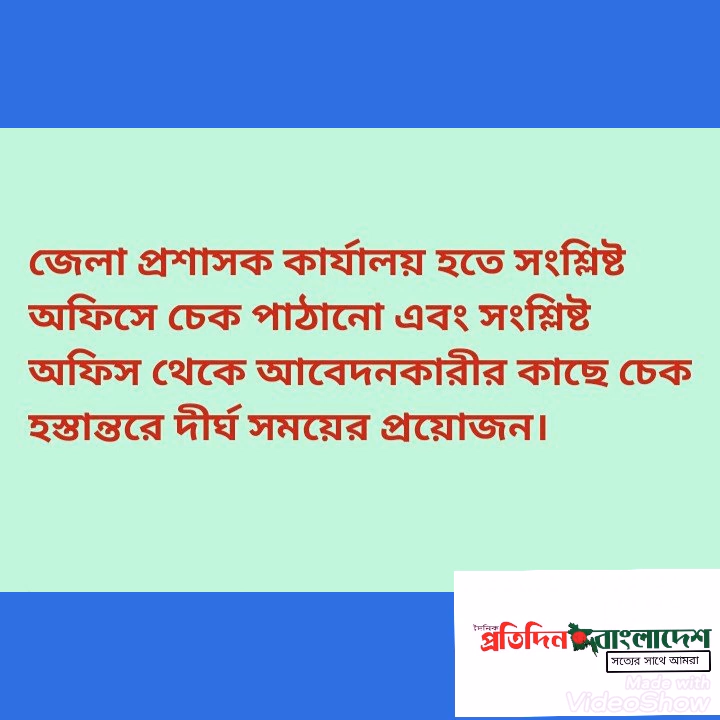 জেলা প্রশাসক কার্যালয় হতে সংশ্লিষ্ট
অফিসে চেক পাঠানো এবং সংশ্লিষ্ট
অফিস থেকে আবেদনকারীর কাছে চেক
হস্তান্তরে দীর্ঘ সময়ের প্রয়োজন।
দৈনিক
প্রতিদিন বাংলাদেশ
সত্যের সাথে আমরা
Made with
VideoShow